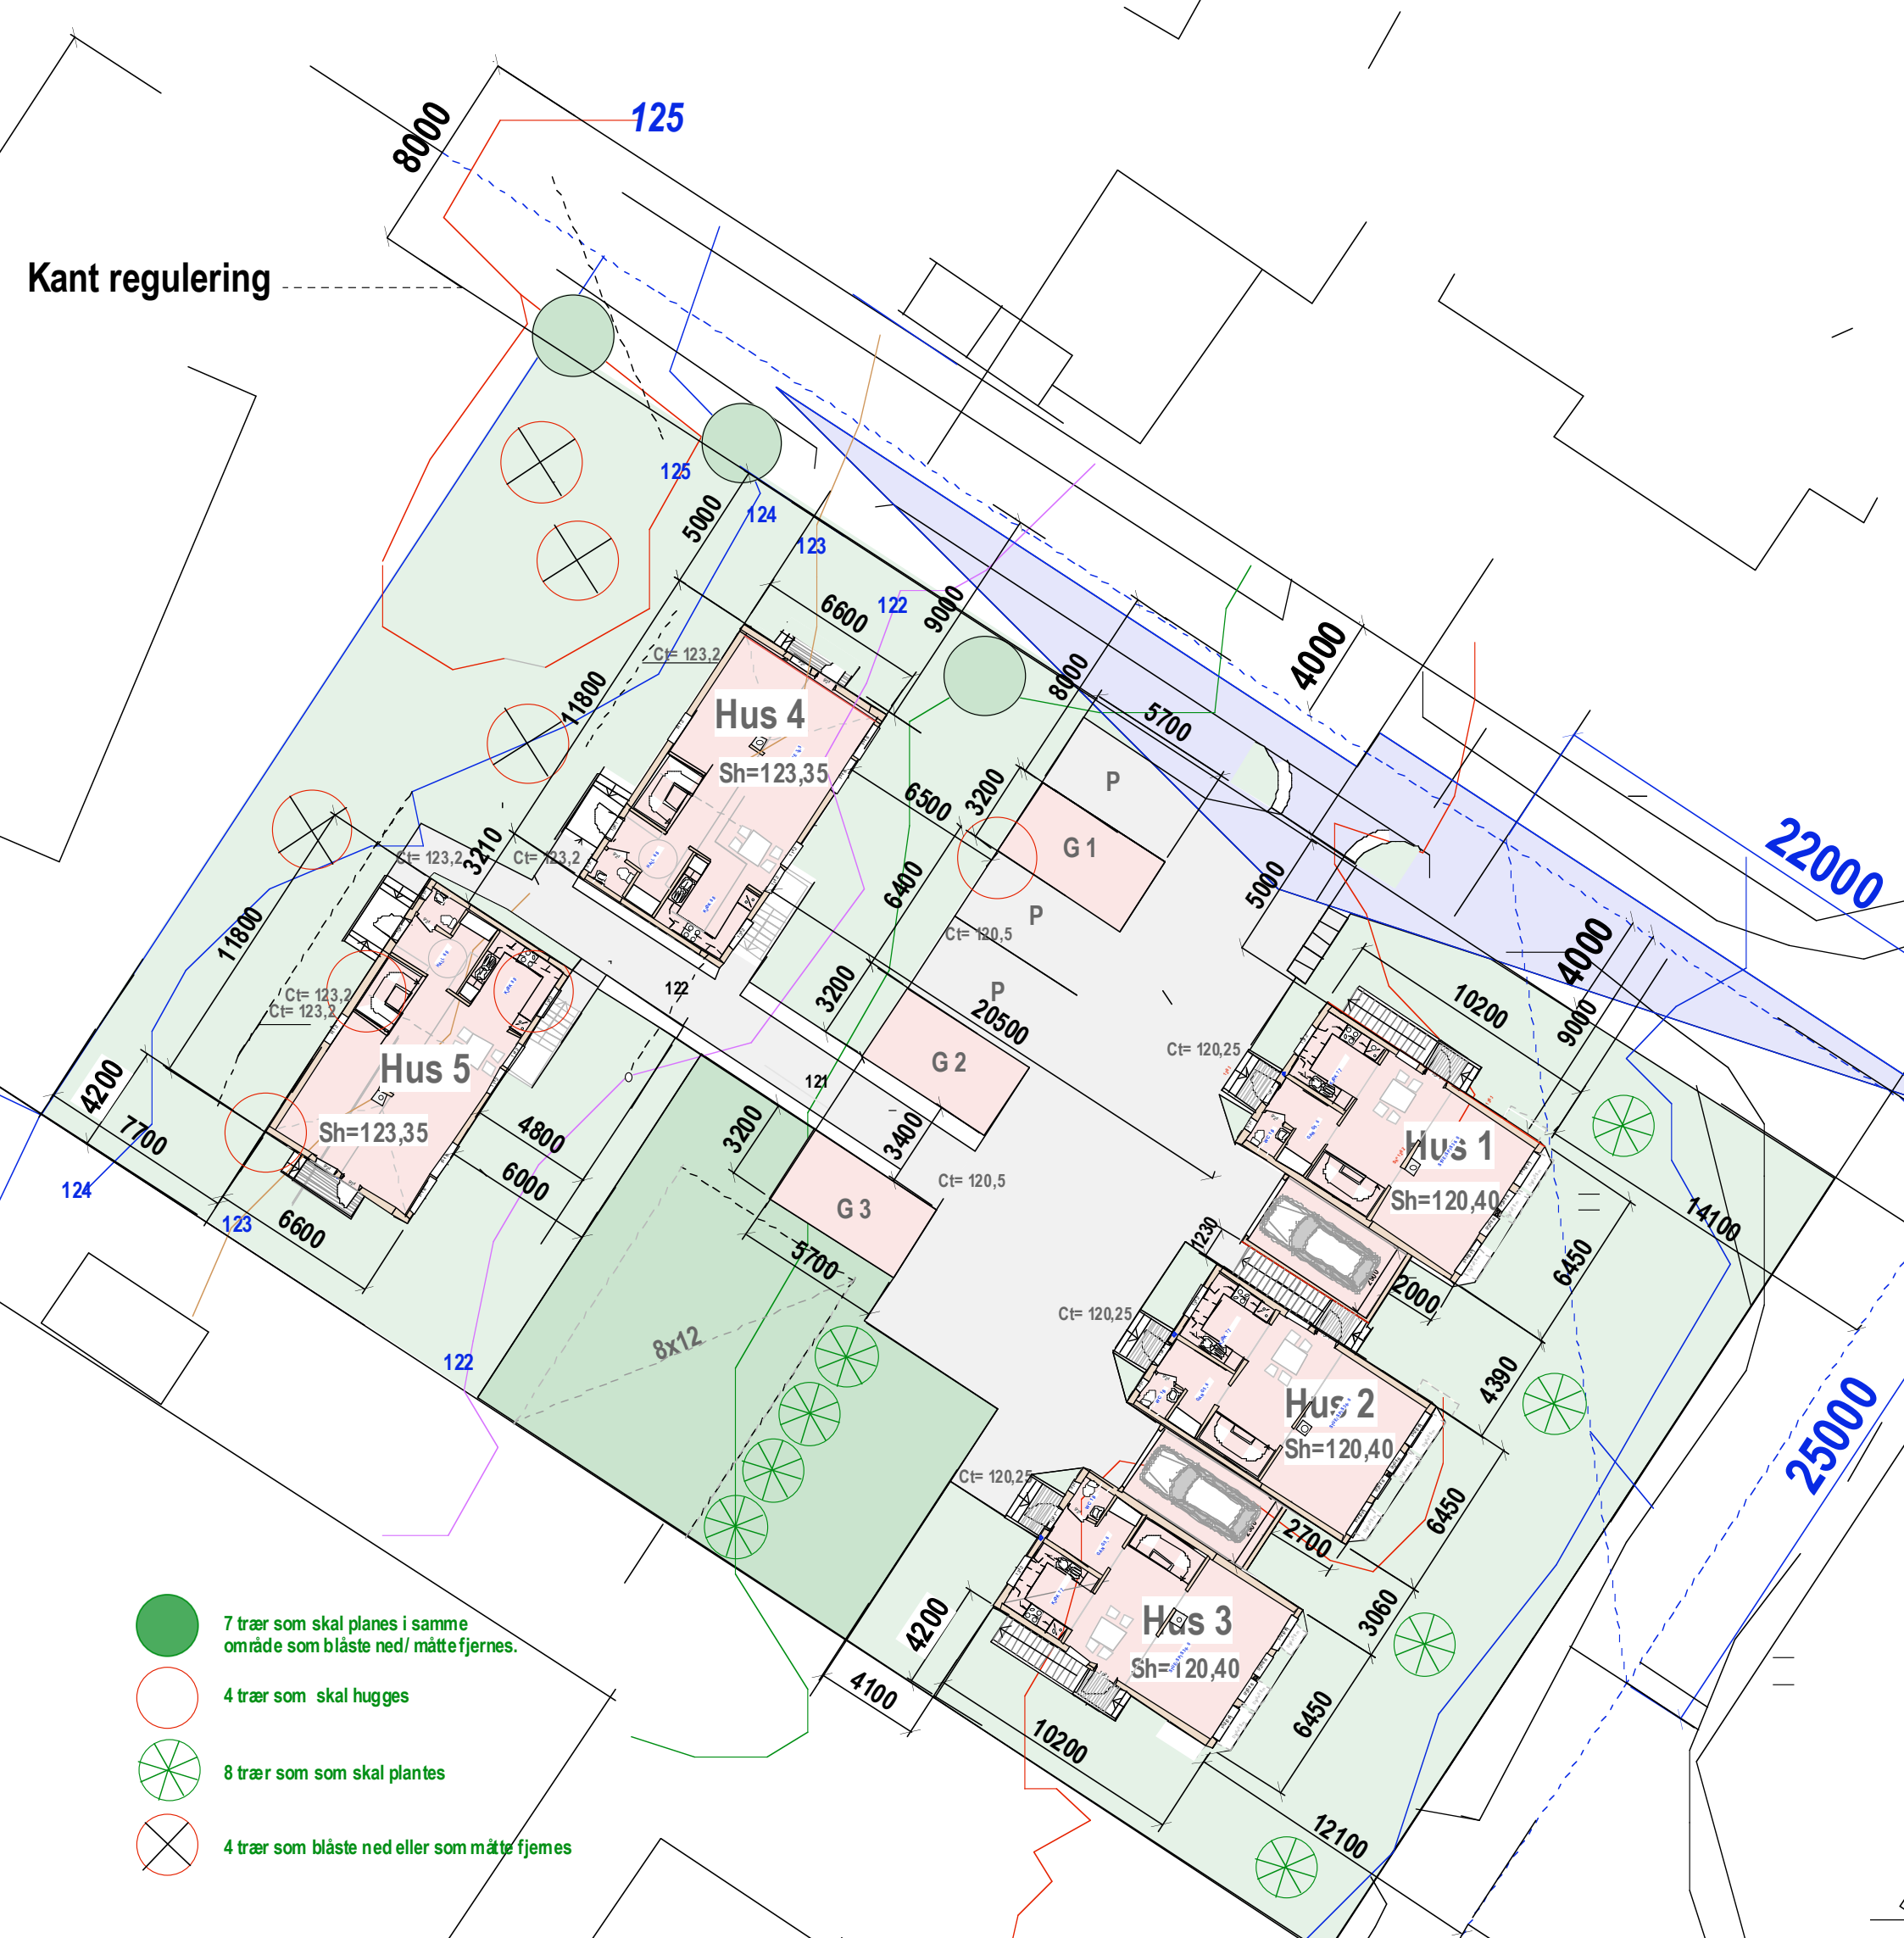 125
8000
Kant regulering
125
5000
124
123
6600
122
9000
4000
Ct= 123,2
11800
8000
5700
Hus 4
Sh=123,35
P
6500
3200
G 1
22000
Ct= 123,2
3210
Ct= 123,2
6400
5000
P
Ct= 120,5
4000
11800
10200
9000
Ct= 123,2
Ct= 123,2
122
3200
P
20500
Ct= 120,25
Hus 5
G 2
4200
121
Sh=123,35
7700
4800
3200
3400
Hus 1
Sh=120,40
6000
Ct= 120,5
124
123
6600
G 3
14100
1230
5700
6450
2000
Ct= 120,25
8x12
122
4390
Hus 2
Sh=120,40
25000
Ct= 120,25
6450
2700
3060
4200
Hus 3
Sh=120,40
4100
10200
6450
12100
7 trær som skal planes i samme
område som blåste ned/ måtte fjernes.
4 trær som skal hugges
8 trær som som skal plantes
4 trær som blåste ned eller som måtte fjernes